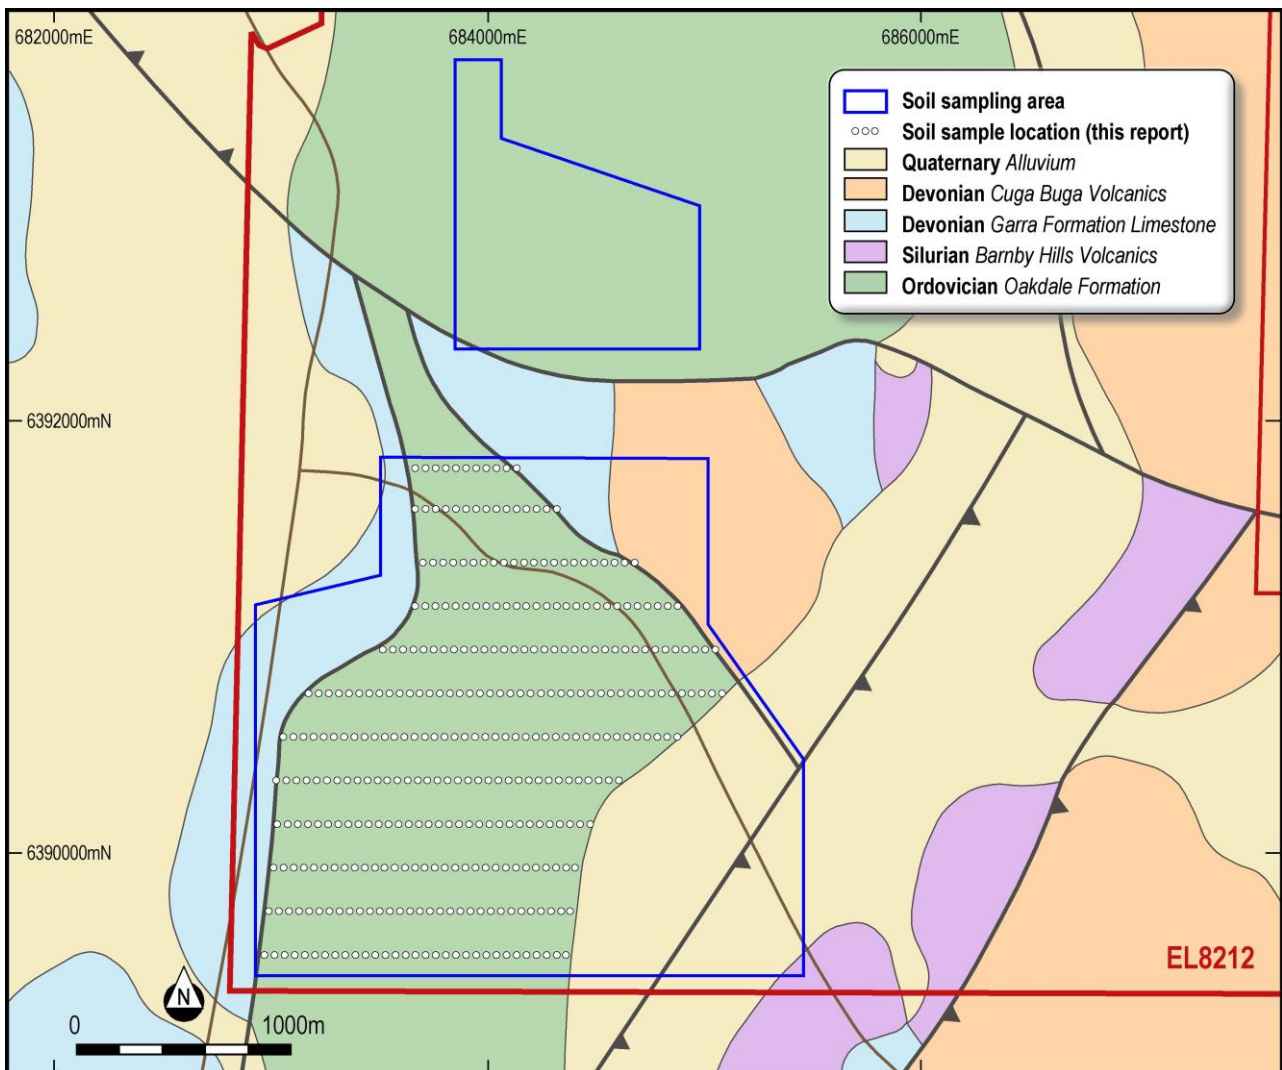 682000mE
684000mE
686000mE
Soil sampling area
Soil sample location (this report)
Quaternary Alluvium
Devonian Cuga Buga Volcanics
Devonian Garra Formation Limestone
Silurian Barnby Hills Volcanics
Ordovician Oakdale Formation
6392000mN
6390000mN
EL8212
N
0 1000m